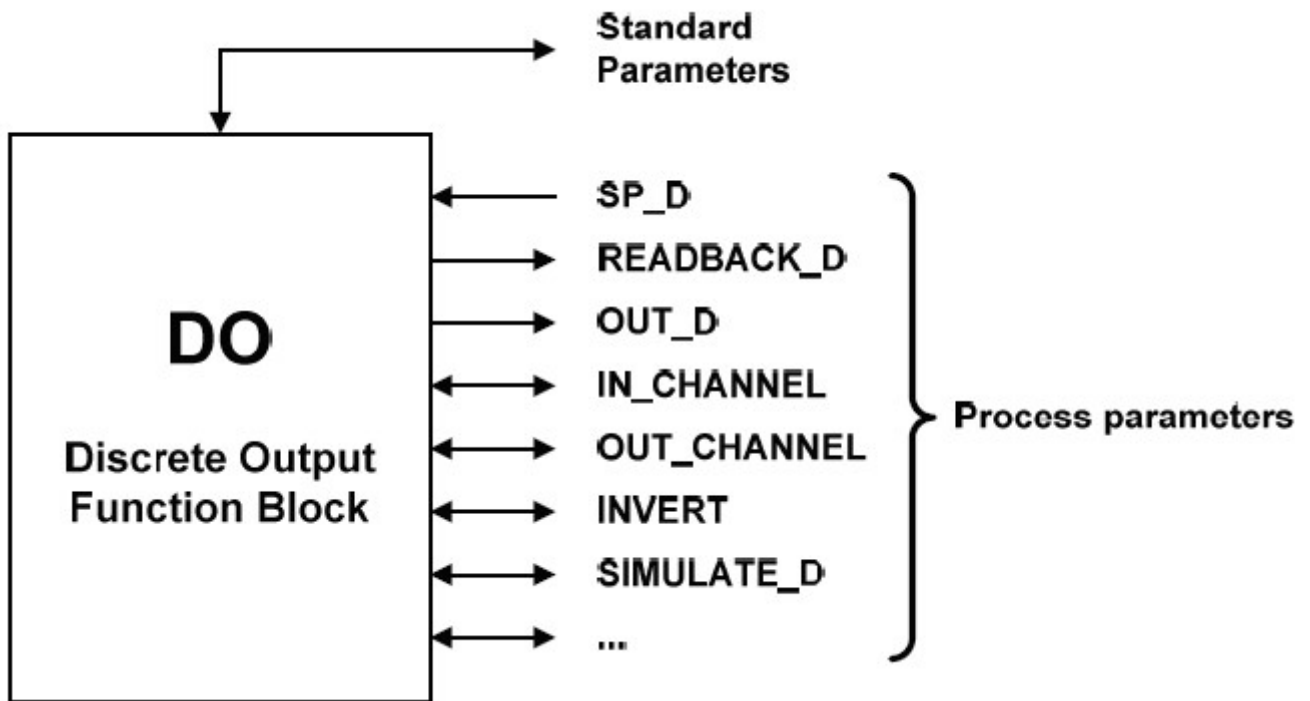 Standard
Parameters
SP_D
READBACK_D
OUT_D
IN_CHANNEL
OUT_CHANNEL
INVERT
SIMULATE_D
...
Process parameters
DO
Discrete Output
Function Block